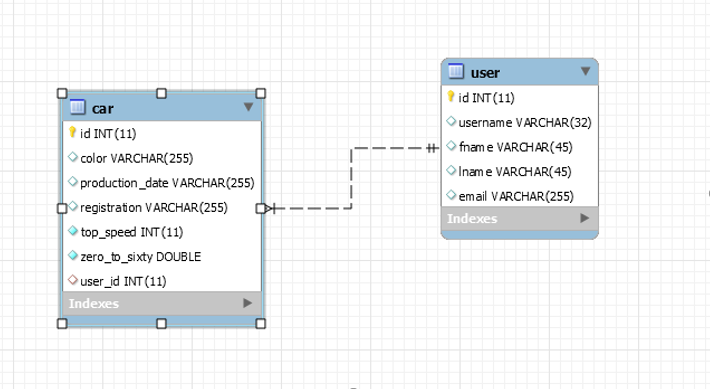 car
id INT(11)
color VARCHAR(255)
production_date VARCHAR(255)
registration VARCHAR(255)
top_speed INT(11)
zero_to_sixty DOUBLE
user_id INT(11)
Indexes
user
id INT(11)
username VARCHAR(32)
fname VARCHAR(45)
lname VARCHAR(45)
email VARCHAR(255)
Indexes